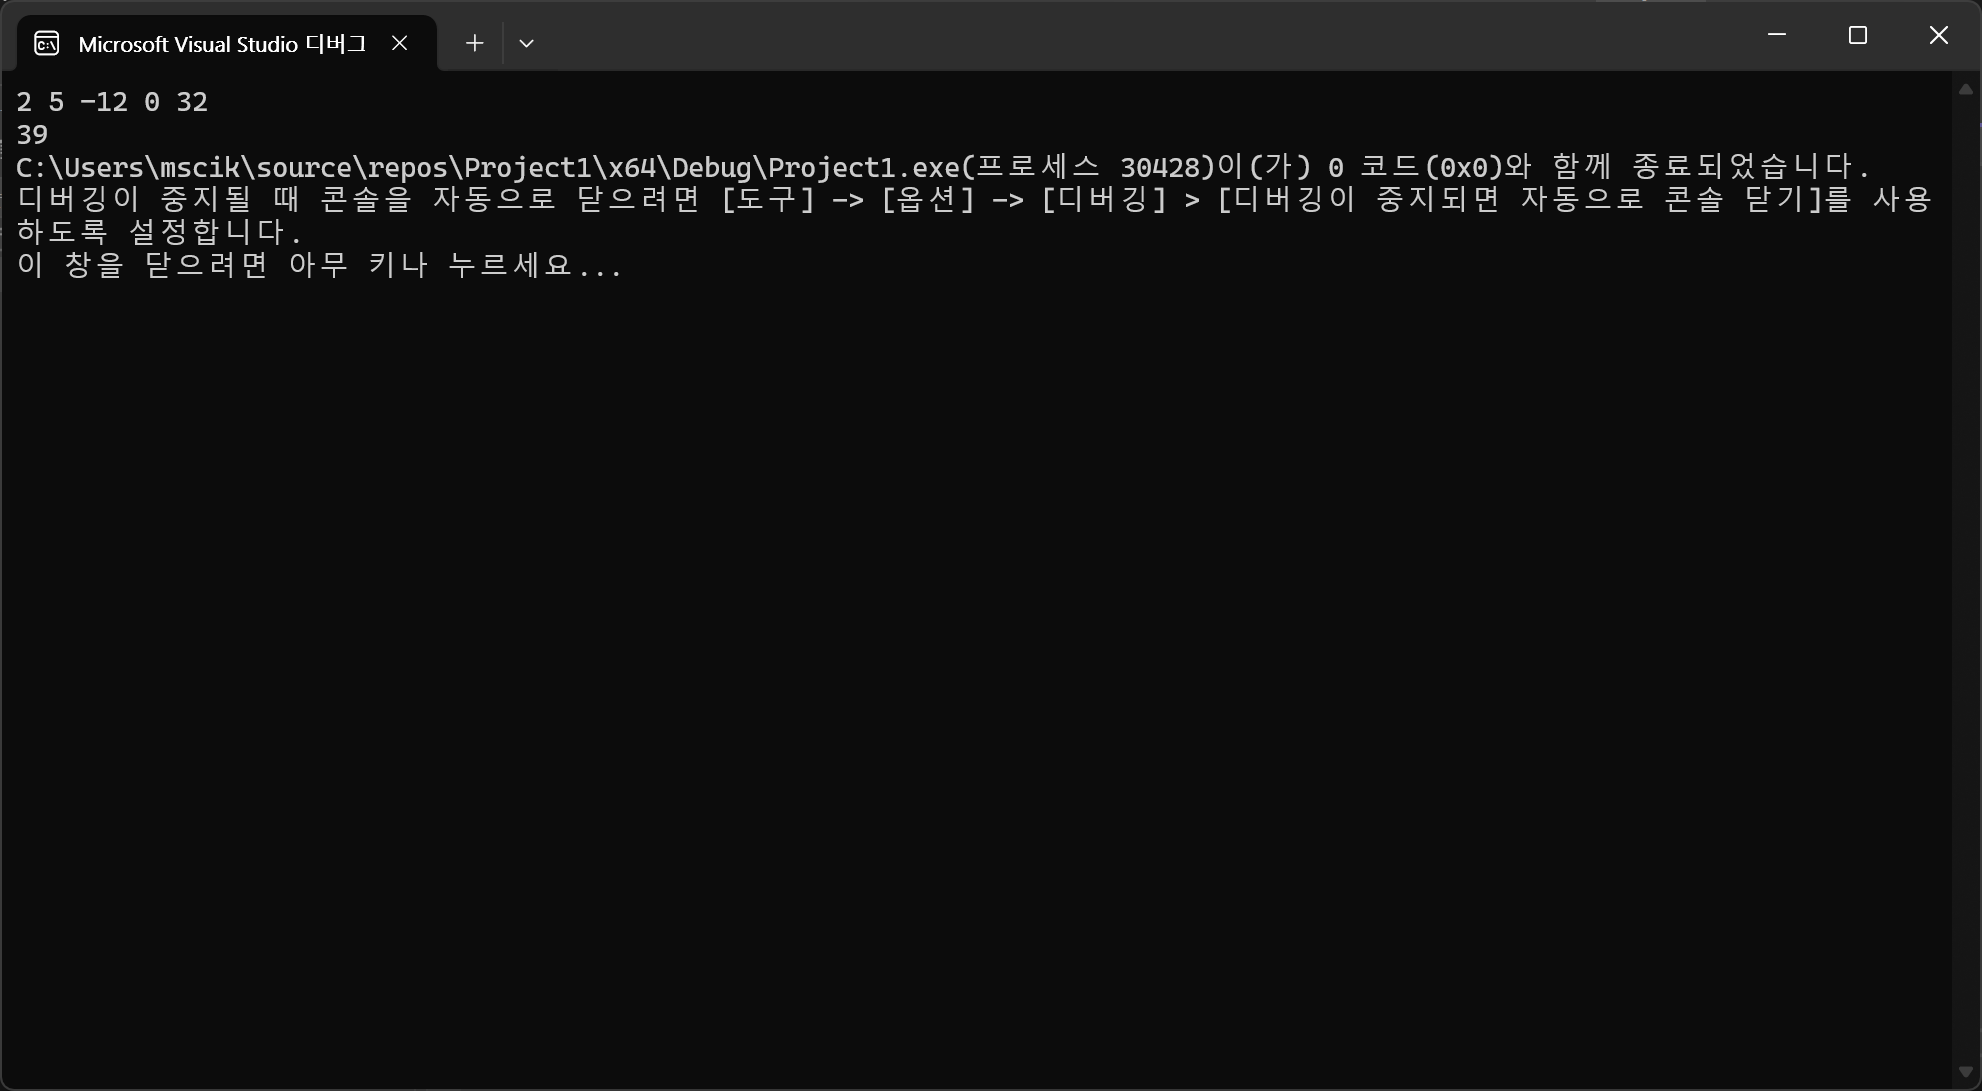 Microsoft Visual Studio 디버그
2 5 -12 0 32
39
C:\Users\mscik\source\repos\Project1\x64\Debug\Project1.exe(프로세스 30428)이(가) 0 코드(0x0)와 함께 종료되었습니다.
디버깅이 중지될 때 콘솔을 자동으로 닫으려면 [도구] -> [옵션] -> [디버깅] > [디버깅이 중지되면 자동으로 콘솔 닫기]를 사용
하도록 설정합니다.
이 창을 닫으려면 아무 키나 누르세요...